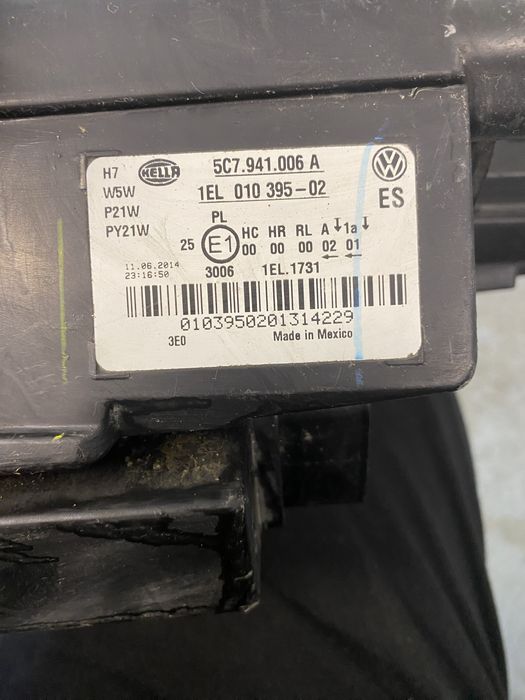 H7 HELLA 5C7.941.006 A
W5W 1EL 010 395-02 ES
P21W PL
PY21W HC HR RL A 1a
25 E1 00 00 00 02 01
11.06.2014 3006 1EL.1731
23:16:50
0103950201314229
3E0 Made in Mexico